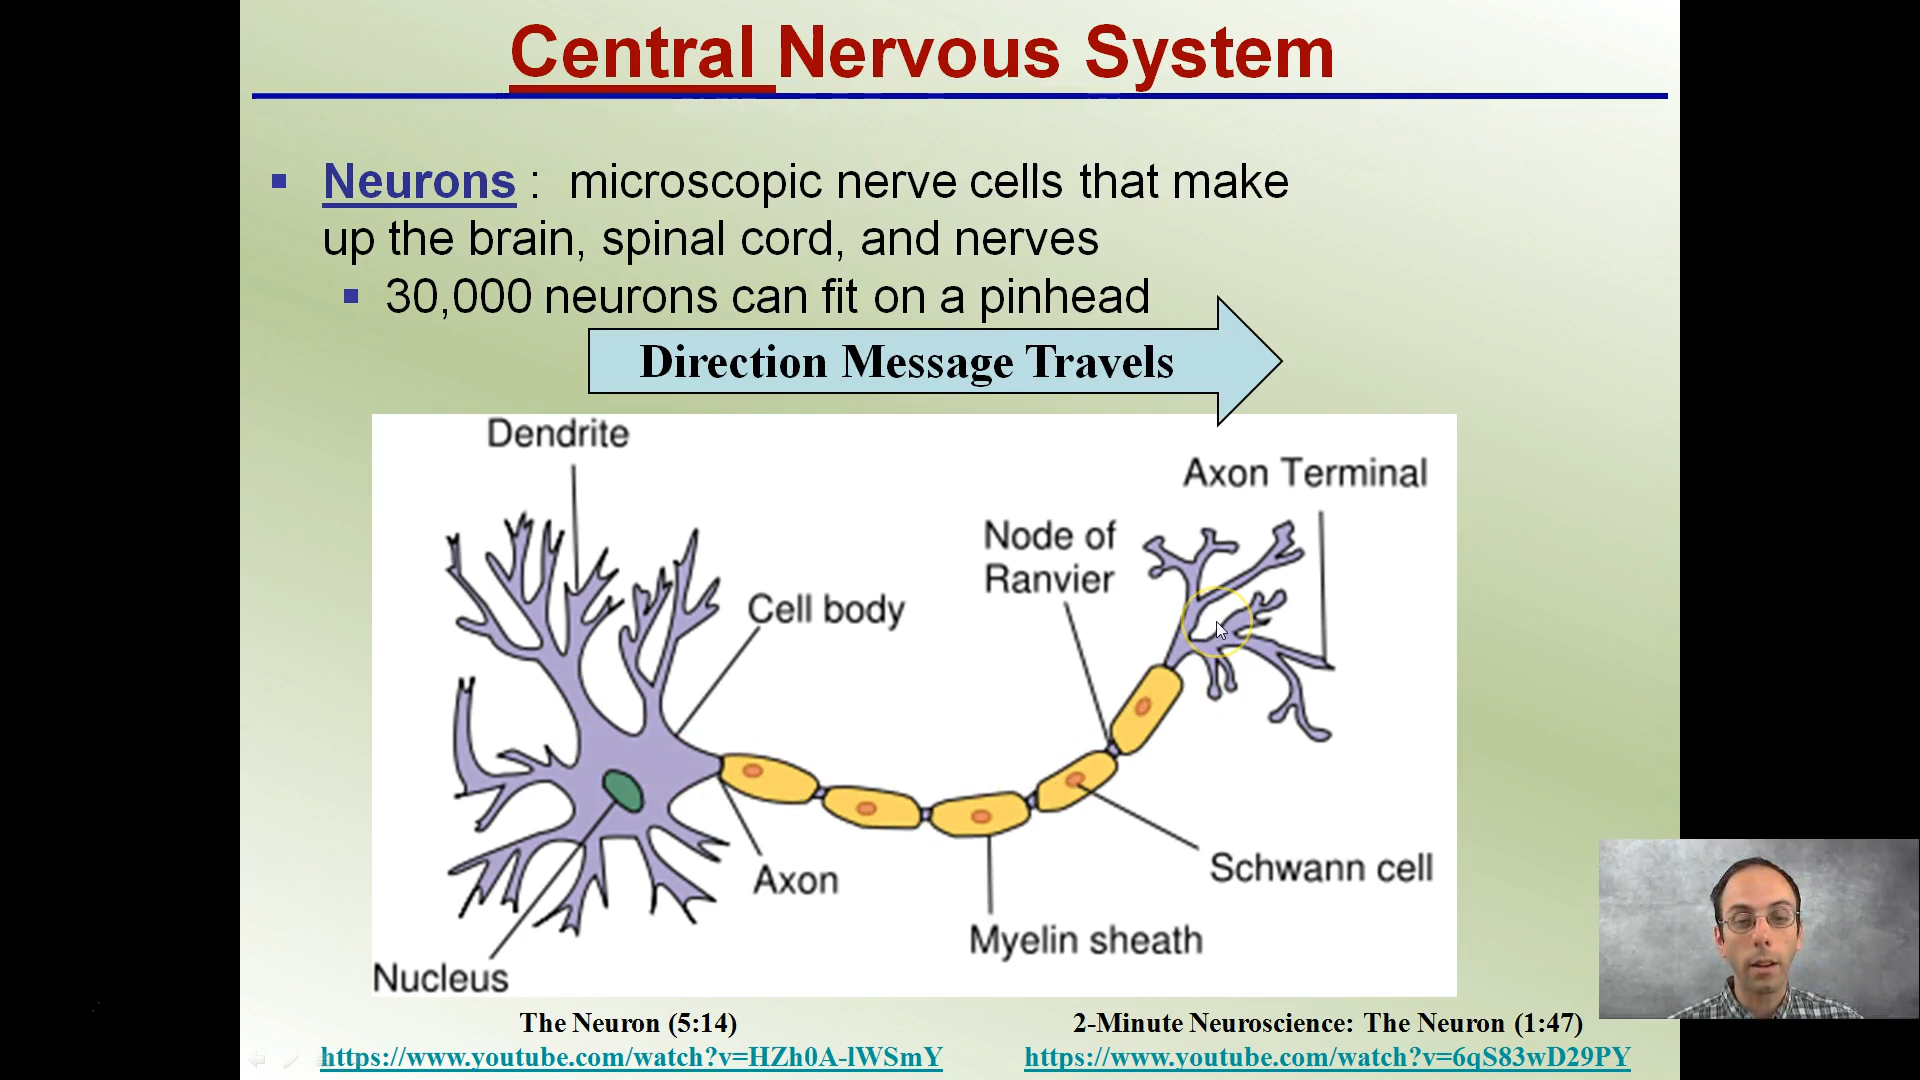 Central Nervous System
Neurons : microscopic nerve cells that make
up the brain, spinal cord, and nerves
30,000 neurons can fit on a pinhead
Direction Message Travels
Dendrite
Axon Terminal
Node of
Ranvier
Cell body
Axon
Schwann cell
Myelin sheath
Nucleus
The Neuron (5:14)
https://www.youtube.com/watch?v=HZh0A-lWSmY
2-Minute Neuroscience: The Neuron (1:47)
https://www.youtube.com/watch?v=6qS83wD29PY